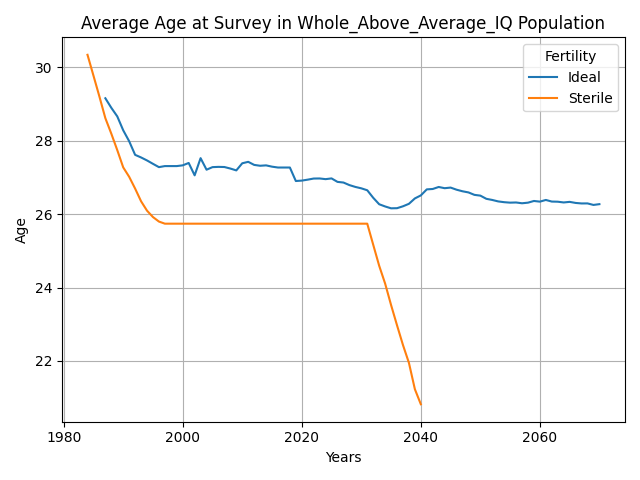 Average Age at Survey in Whole_Above_Average_IQ Population
Fertility
Ideal
Sterile
Age
30
28
26
24
22
1980
2000
2020
2040
2060
Years